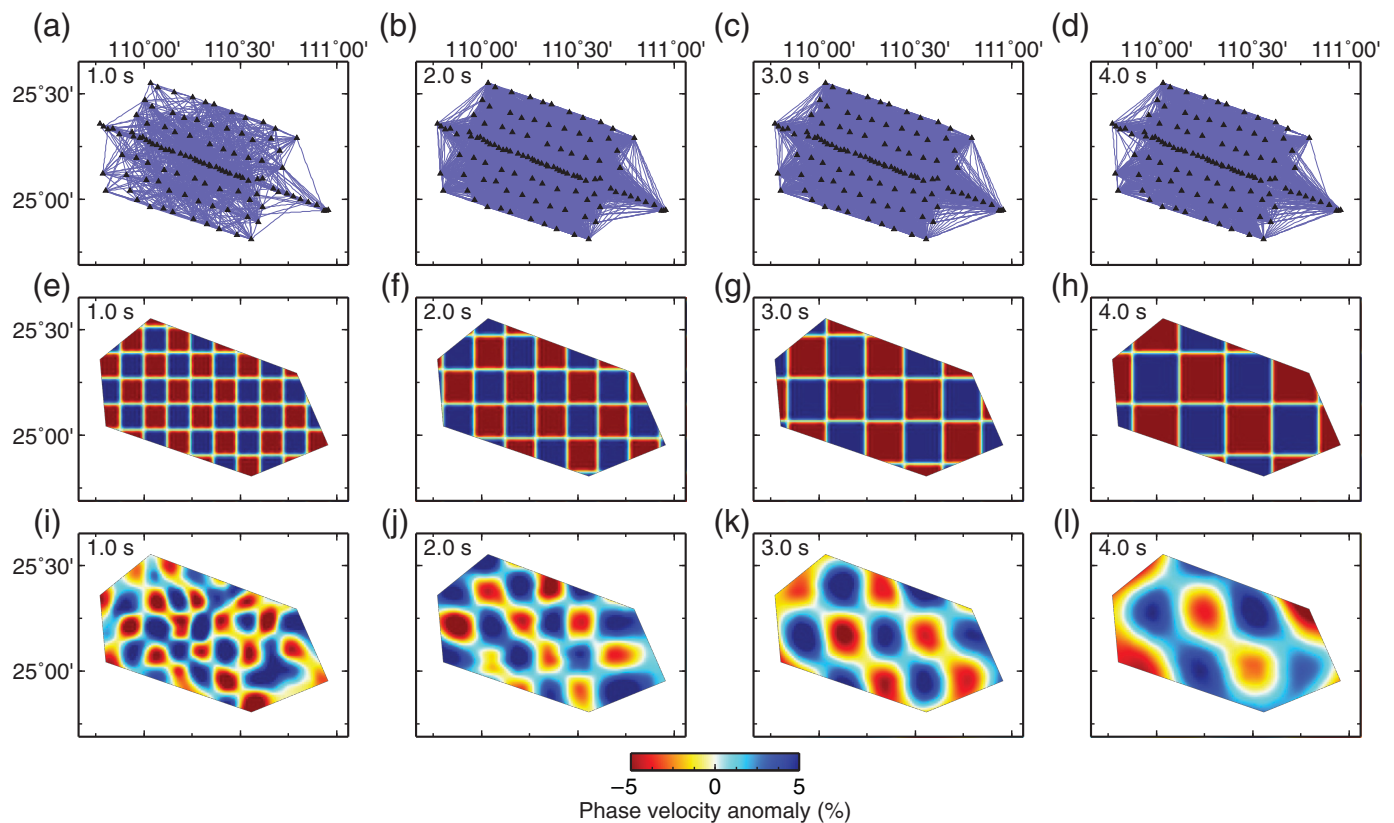 (a) (b) (c) (d)
110°00' 110°30' 111°00' 110°00' 110°30' 111°00' 110°00' 110°30' 111°00' 110°00' 110°30' 111°00'
1.0 s 2.0 s 3.0 s 4.0 s
25°30'
25°00'
(e) (f) (g) (h)
1.0 s 2.0 s 3.0 s 4.0 s
25°30'
25°00'
(i) (j) (k) (l)
1.0 s 2.0 s 3.0 s 4.0 s
25°30'
25°00'
−5 0 5
Phase velocity anomaly (%)